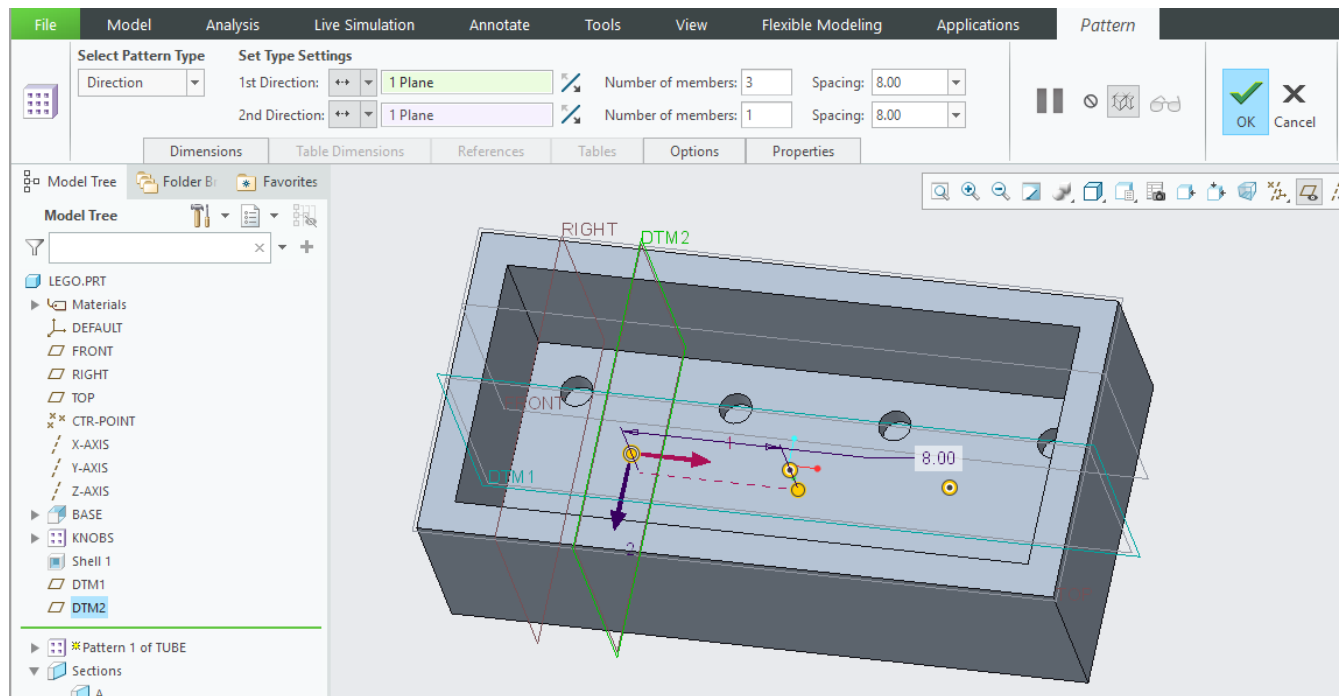 File Model Analysis Live Simulation Annotate Tools View Flexible Modeling Applications Pattern
Select Pattern Type Set Type Settings
Direction 1st Direction: 1 Plane Number of members: 3 Spacing: 8.00
2nd Direction: 1 Plane Number of members: 1 Spacing: 8.00
OK Cancel
Dimensions Table Dimensions References Tables Options Properties
Model Tree Folder Br Favorites
Model Tree
RIGHT
DTM2
LEGO.PRT
Materials
DEFAULT
FRONT
RIGHT
TOP
CTR-POINT
X-AXIS
Y-AXIS
Z-AXIS
BASE
KNOBS
Shell 1
DTM1
DTM2
Pattern 1 of TUBE
Sections
A
FRONT
1
8.00
DTM1
2